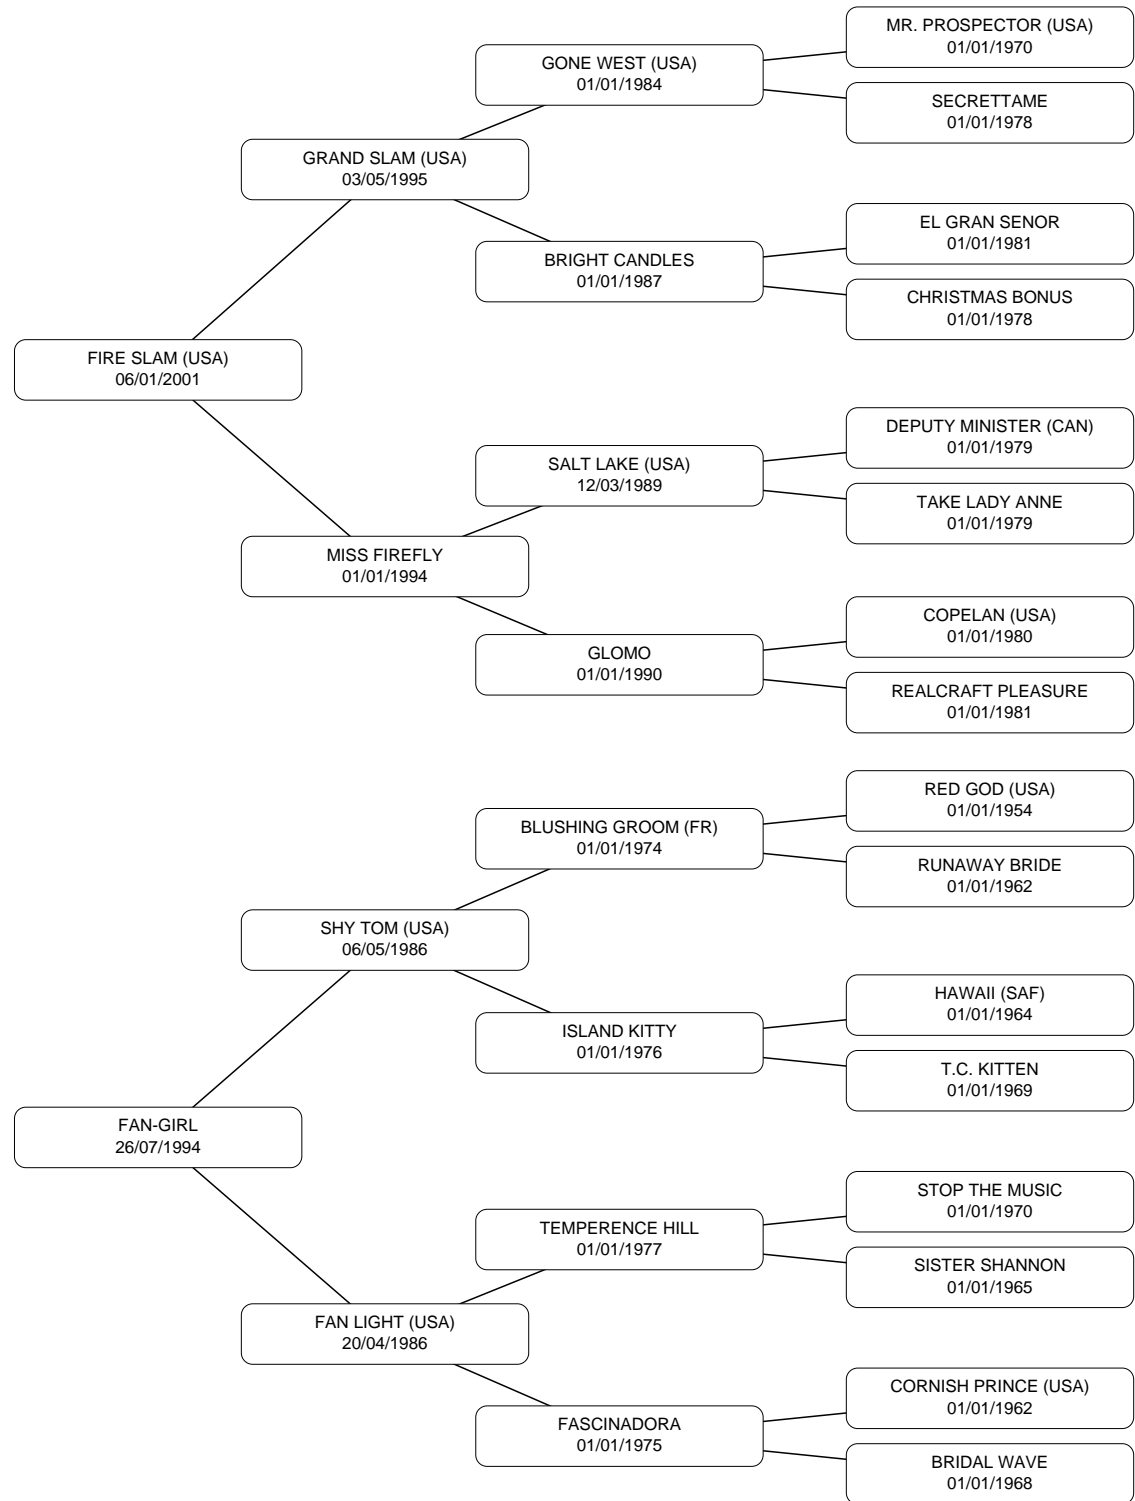 MR. PROSPECTOR (USA)
01/01/1970
GONE WEST (USA)
01/01/1984
SECRETTAME
01/01/1978
GRAND SLAM (USA)
03/05/1995
EL GRAN SENOR
01/01/1981
BRIGHT CANDLES
01/01/1987
CHRISTMAS BONUS
01/01/1978
FIRE SLAM (USA)
06/01/2001
DEPUTY MINISTER (CAN)
01/01/1979
SALT LAKE (USA)
12/03/1989
TAKE LADY ANNE
01/01/1979
MISS FIREFLY
01/01/1994
COPELAN (USA)
01/01/1980
GLOMO
01/01/1990
REALCRAFT PLEASURE
01/01/1981
RED GOD (USA)
01/01/1954
BLUSHING GROOM (FR)
01/01/1974
RUNAWAY BRIDE
01/01/1962
SHY TOM (USA)
06/05/1986
HAWAII (SAF)
01/01/1964
ISLAND KITTY
01/01/1976
T.C. KITTEN
01/01/1969
FAN-GIRL
26/07/1994
STOP THE MUSIC
01/01/1970
TEMPERENCE HILL
01/01/1977
SISTER SHANNON
01/01/1965
FAN LIGHT (USA)
20/04/1986
CORNISH PRINCE (USA)
01/01/1962
FASCINADORA
01/01/1975
BRIDAL WAVE
01/01/1968